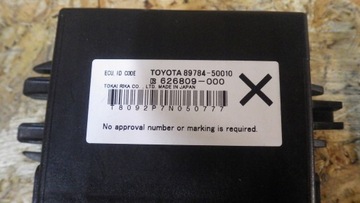 ECU ID CODE TOYOTA 89784-50010
626809-000
TOKAI RIKA CO., LTD. MADE IN JAPAN
T8092P7N050777
No approval number or marking is required.